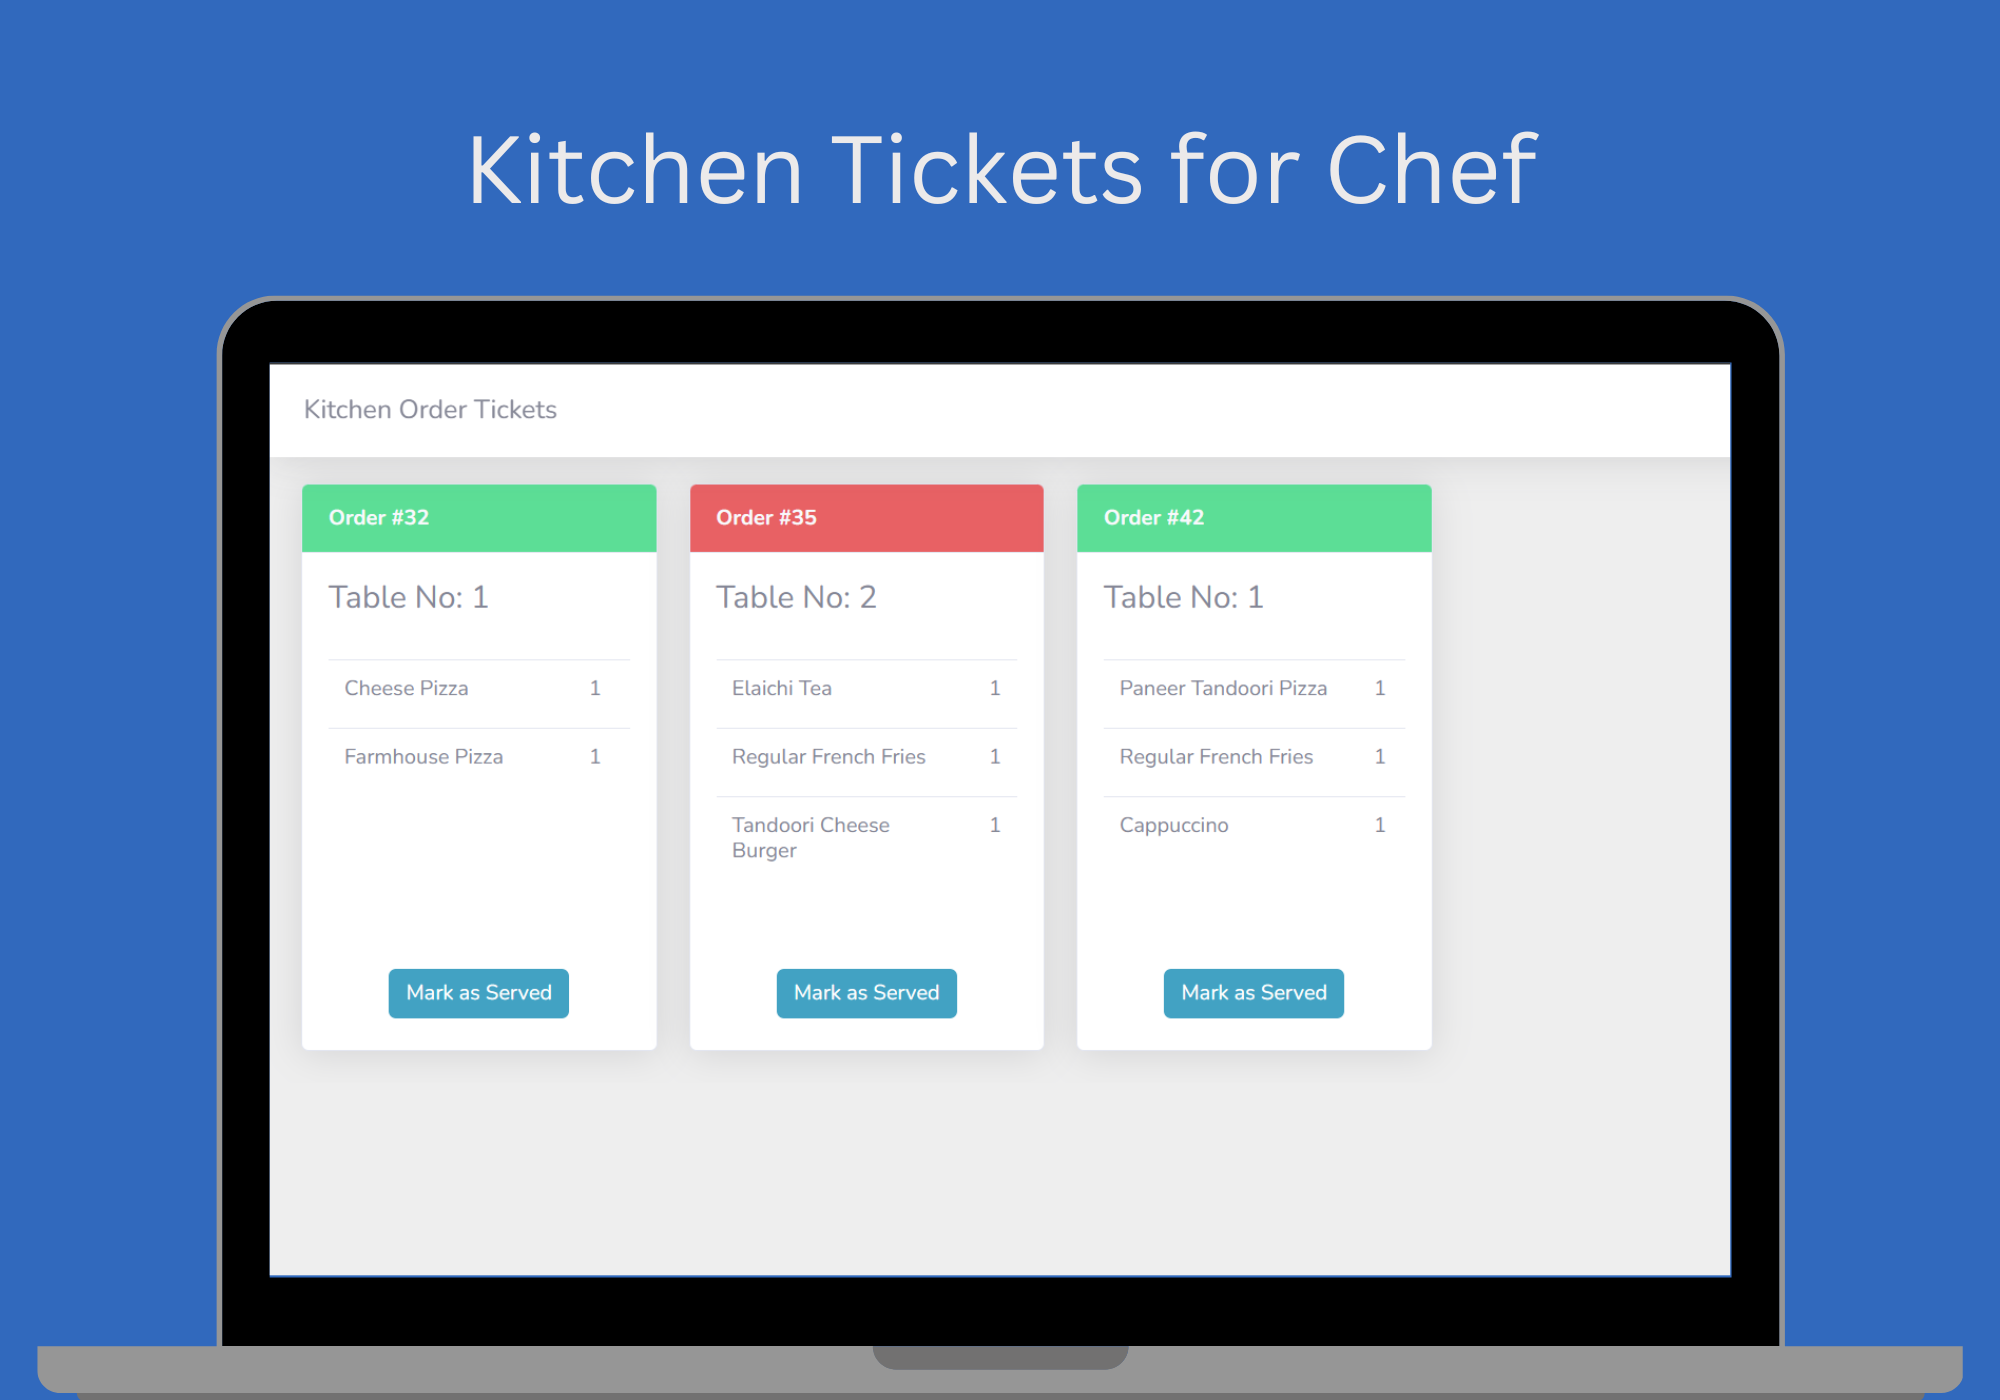 Kitchen Tickets for Chef
Kitchen Order Tickets
Order #32
Table No: 1
Cheese Pizza 1
Farmhouse Pizza 1
Mark as Served
Order #35
Table No: 2
Elaichi Tea 1
Regular French Fries 1
Tandoori Cheese 1
Burger
Mark as Served
Order #42
Table No: 1
Paneer Tandoori Pizza 1
Regular French Fries 1
Cappuccino 1
Mark as Served